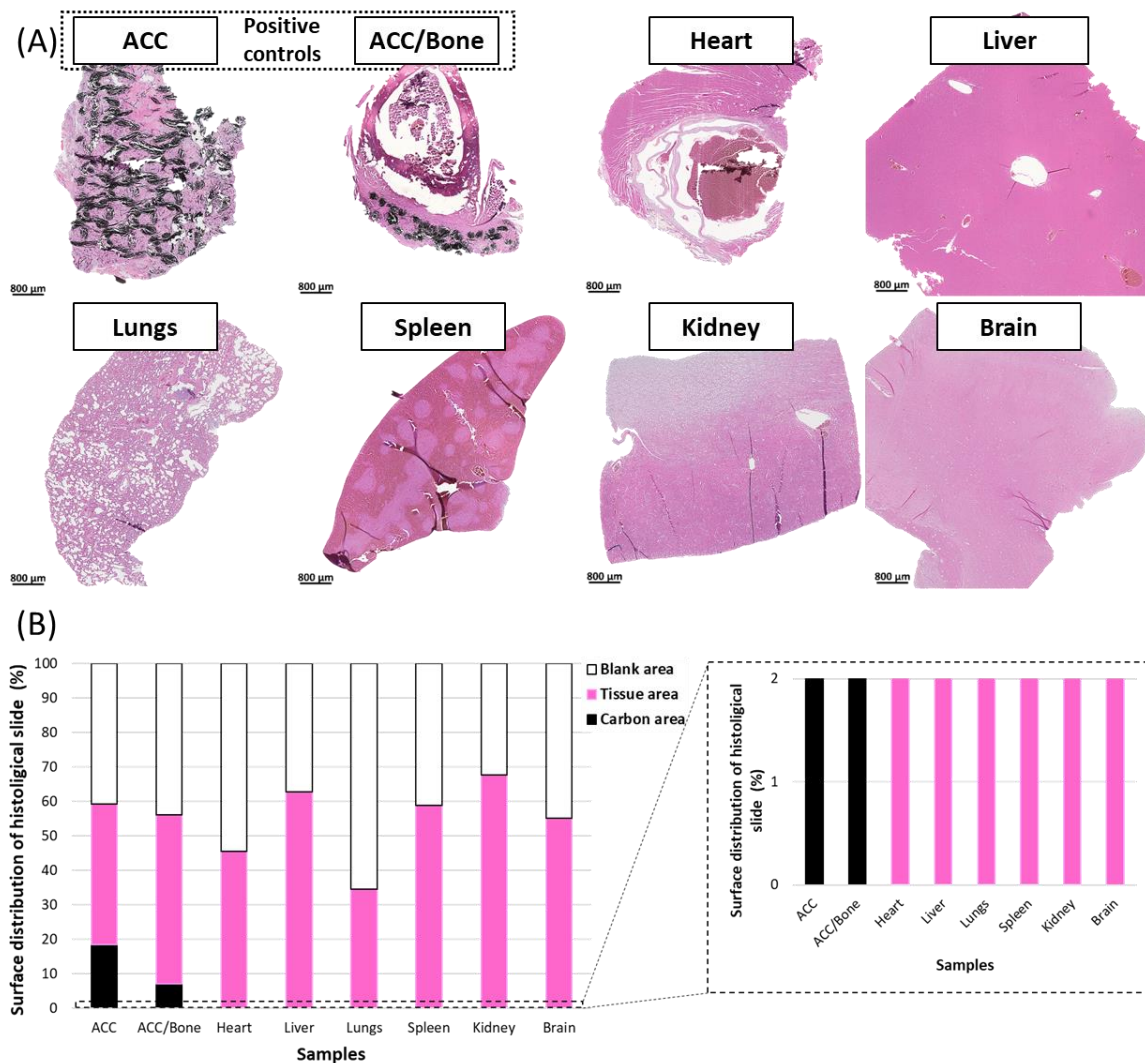 (A)
ACC
Positive
controls
ACC/Bone
Heart
Liver
800 µm
800 µm
800 µm
800 µm
Lungs
Spleen
Kidney
Brain
800 µm
800 µm
800 µm
800 µm
(B)
Surface distribution of histoligical slide (%)
100
90
80
70
60
50
40
30
20
10
0
ACC
ACC/Bone
Heart
Liver
Lungs
Spleen
Kidney
Brain
Samples
Blank area
Tissue area
Carbon area
Surface distribution of histoligical
slide (%)
2
1
0
ACC
ACC/Bone
Heart
Liver
Lungs
Spleen
Kidney
Brain
Samples